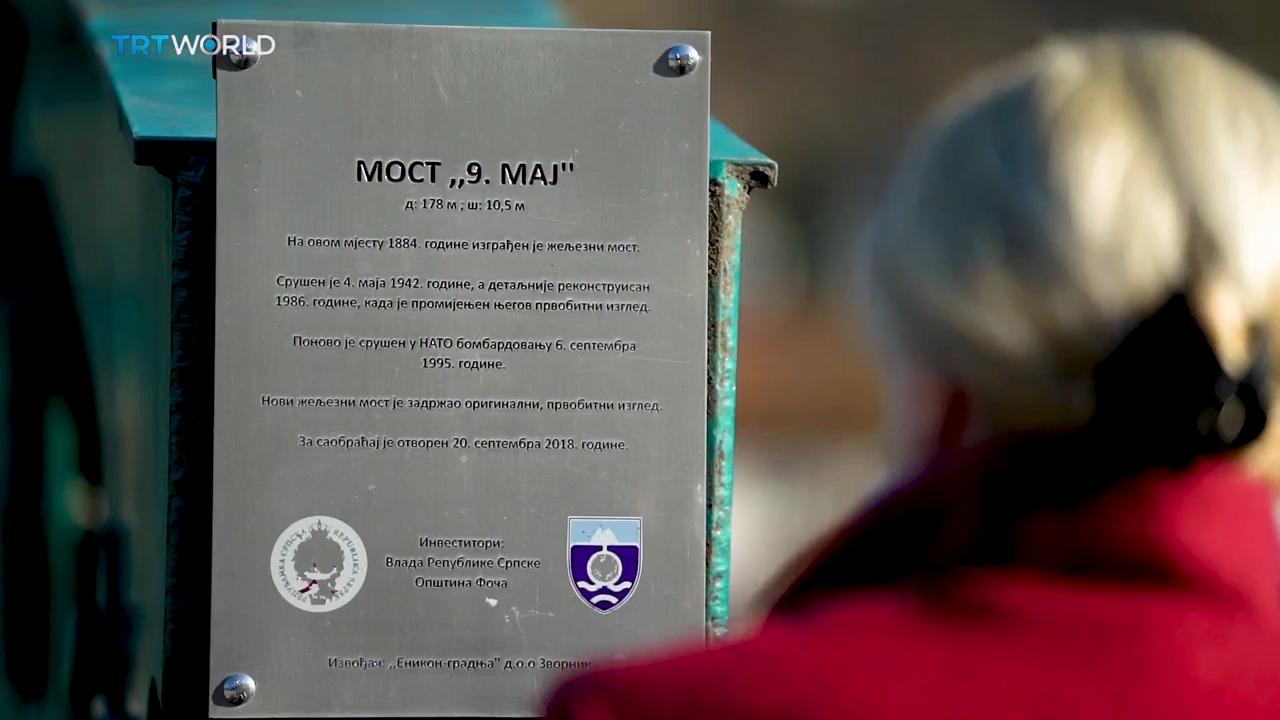 TRT WORLD
МОСТ ,,9. МАЈ"
д: 178 м ; ш: 10,5 м
На овом мјесту 1884. године изграђен је жељезни мост.
Срушен је 4. маја 1942. године, а детаљније реконструисан
1986. године, када је промијењен његов првобитни изглед.
Поново је срушен у НАТО бомбардовању 6. септембра
1995. године.
Нови жељезни мост је задржао оригинални, првобитни изглед.
За саобраћај је отворен 20. септембра 2018. године.
Инвеститори:
Влада Републике Српске
Општина Фоча
Извођач: ,,Еникон-градња" д.о.о Зворник